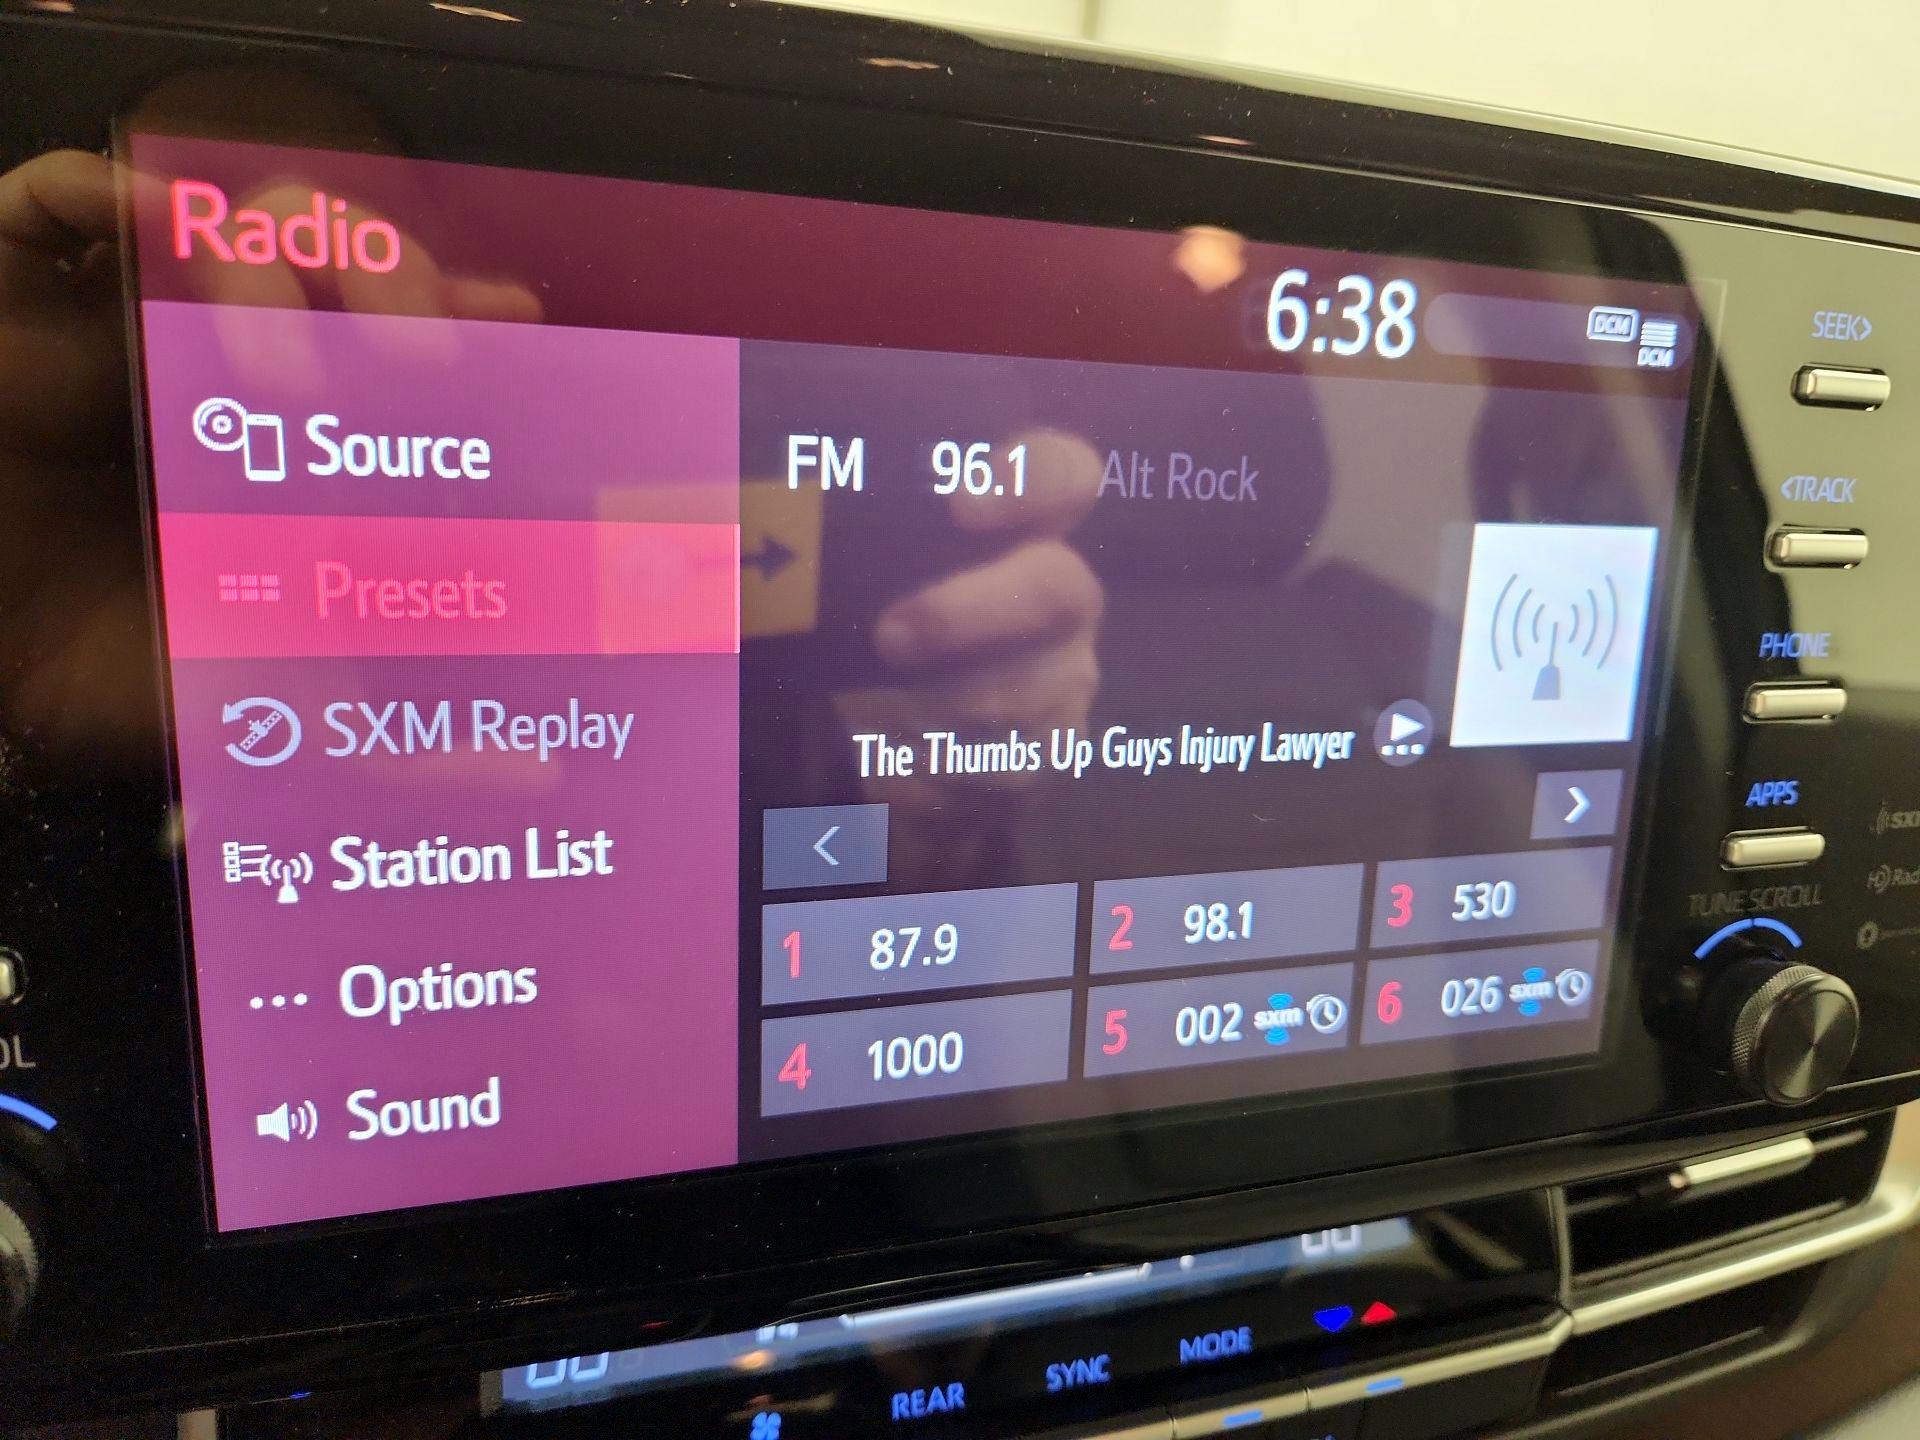 Radio
6:38
DCM
DCM
Source
Presets
SXM Replay
Station List
Options
Sound
FM 96.1 Alt Rock
The Thumbs Up Guys Injury Lawyer
<
>
1 87.9
2 98.1
3 530
4 1000
5 002 sxm
6 026 sxm
SEEK>
<TRACK
PHONE
APPS
TUNE SCROLL
REAR
SYNC
MODE